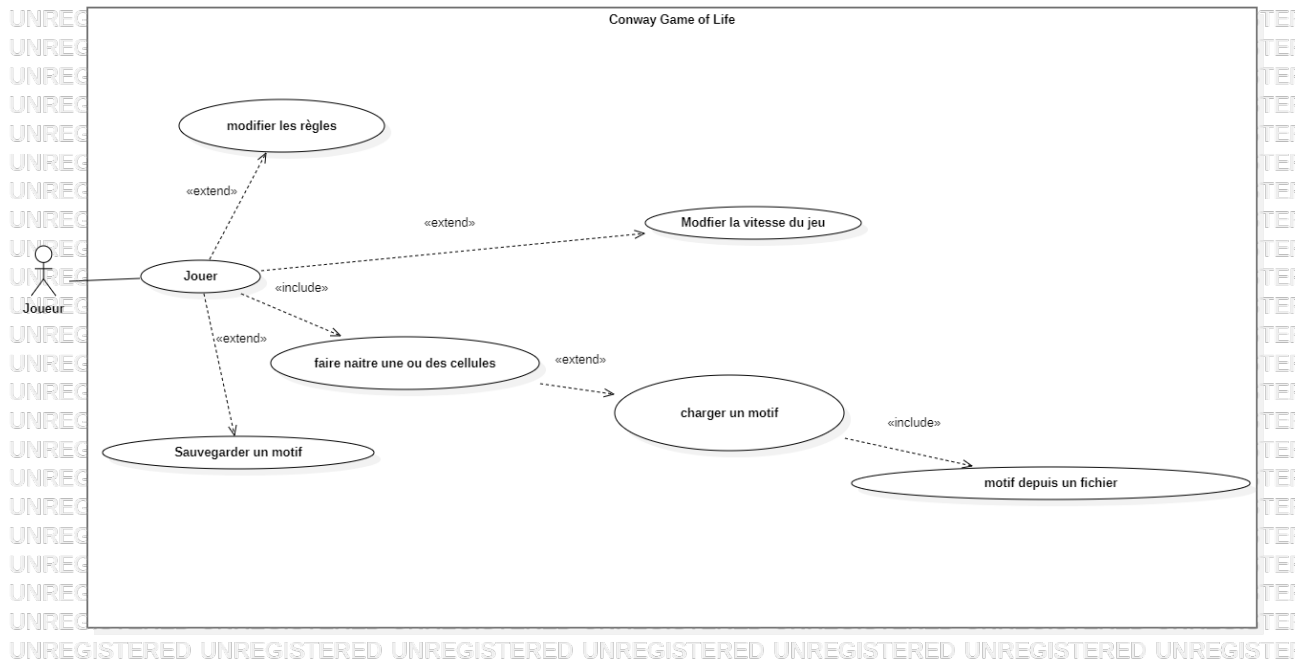 Conway Game of Life
modifier les règles
«extend»
«extend»
Modfier la vitesse du jeu
Jouer
«include»
Joueur
«extend»
faire naitre une ou des cellules
«extend»
charger un motif
«include»
Sauvegarder un motif
motif depuis un fichier
UNREGISTERED UNREGISTERED UNREGISTERED UNREGISTERED UNREGISTERED UNREGISTERED